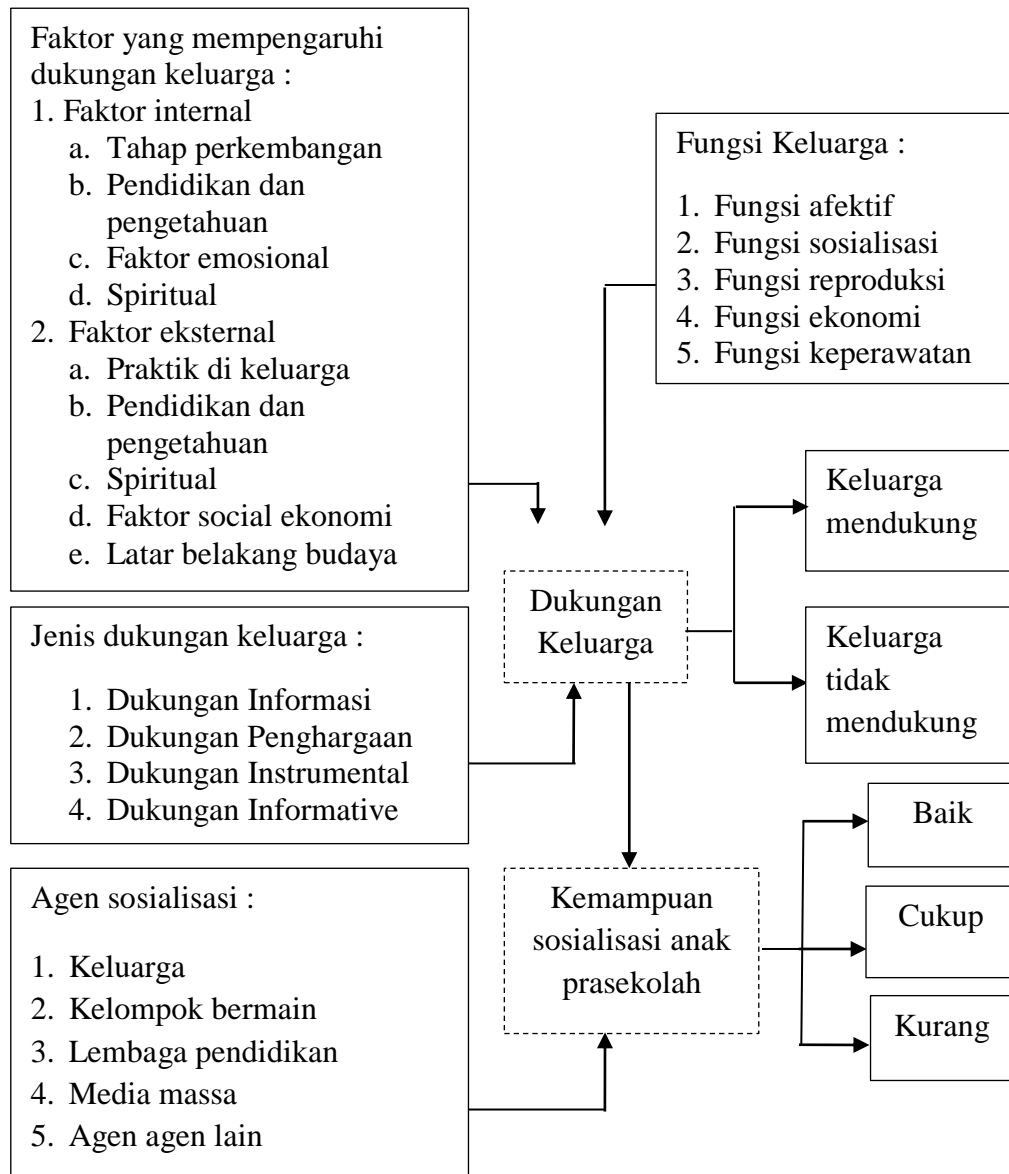 Faktor yang mempengaruhi
dukungan keluarga :
1. Faktor internal
a. Tahap perkembangan
b. Pendidikan dan
pengetahuan
c. Faktor emosional
d. Spiritual
2. Faktor eksternal
a. Praktik di keluarga
b. Pendidikan dan
pengetahuan
c. Spiritual
d. Faktor social ekonomi
e. Latar belakang budaya
Fungsi Keluarga :
1. Fungsi afektif
2. Fungsi sosialisasi
3. Fungsi reproduksi
4. Fungsi ekonomi
5. Fungsi keperawatan
Dukungan
Keluarga
Keluarga
mendukung
Keluarga
tidak
mendukung
Jenis dukungan keluarga :
1. Dukungan Informasi
2. Dukungan Penghargaan
3. Dukungan Instrumental
4. Dukungan Informative
Agen sosialisasi :
1. Keluarga
2. Kelompok bermain
3. Lembaga pendidikan
4. Media massa
5. Agen agen lain
Kemampuan
sosialisasi anak
prasekolah
Baik
Cukup
Kurang